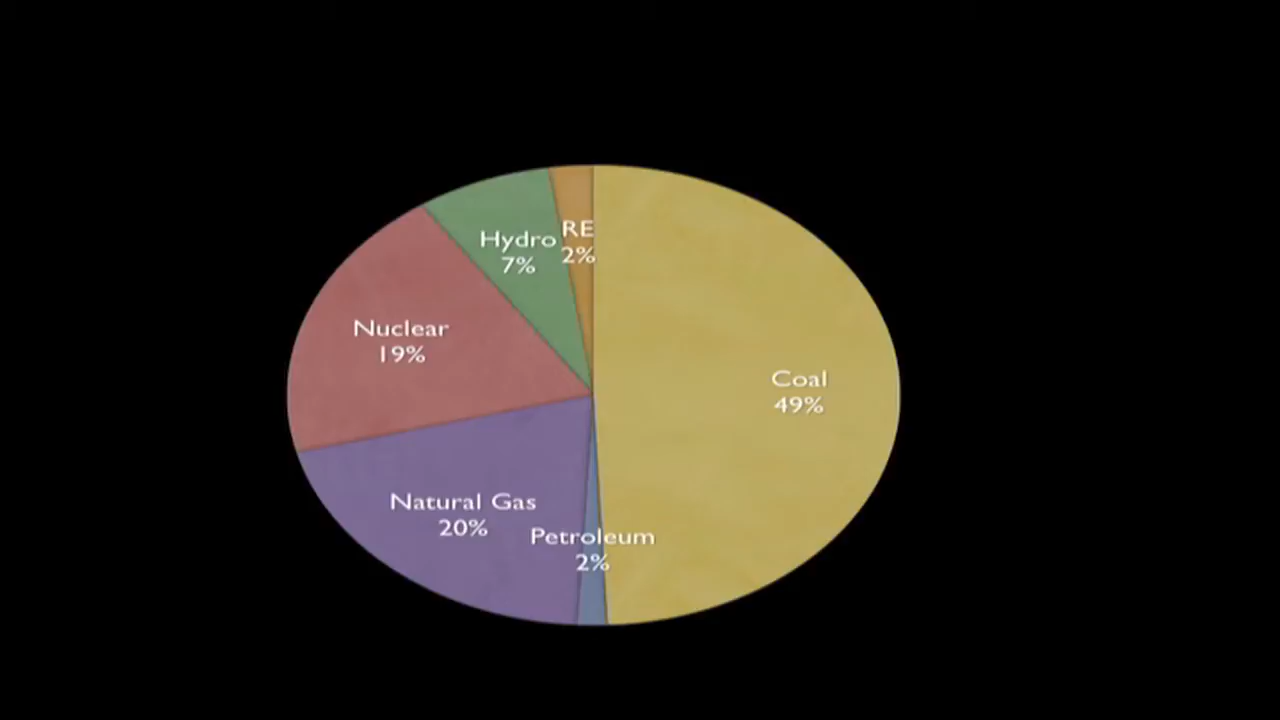 RE
2%
Hydro
7%
Nuclear
19%
Coal
49%
Natural Gas
20%
Petroleum
2%